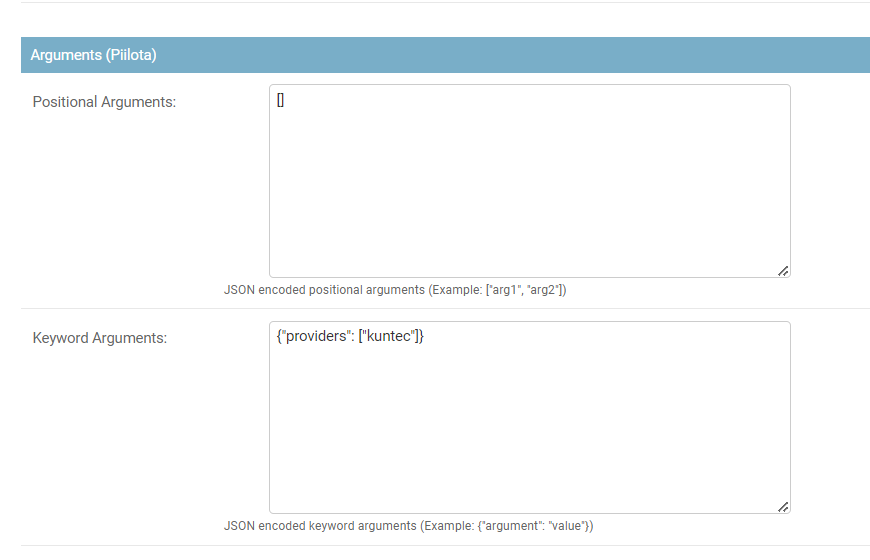 Arguments (Piilota)
Positional Arguments:
[]
JSON encoded positional arguments (Example: ["arg1", "arg2"])
Keyword Arguments:
{"providers": ["kuntec"]}
JSON encoded keyword arguments (Example: {"argument": "value"})